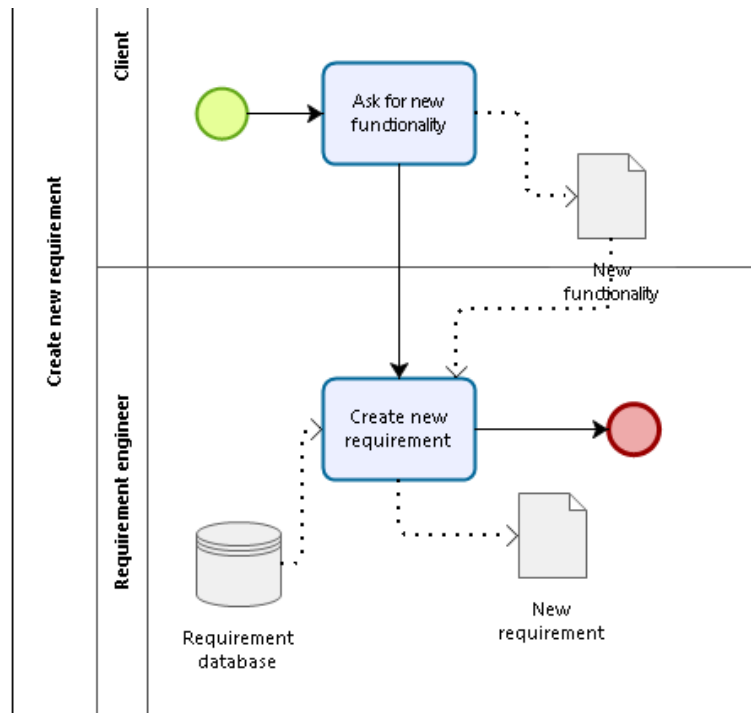 Create new requirement
Client
Ask for new
functionality
New
functionality
Requirement engineer
Create new
requirement
Requirement
database
New
requirement